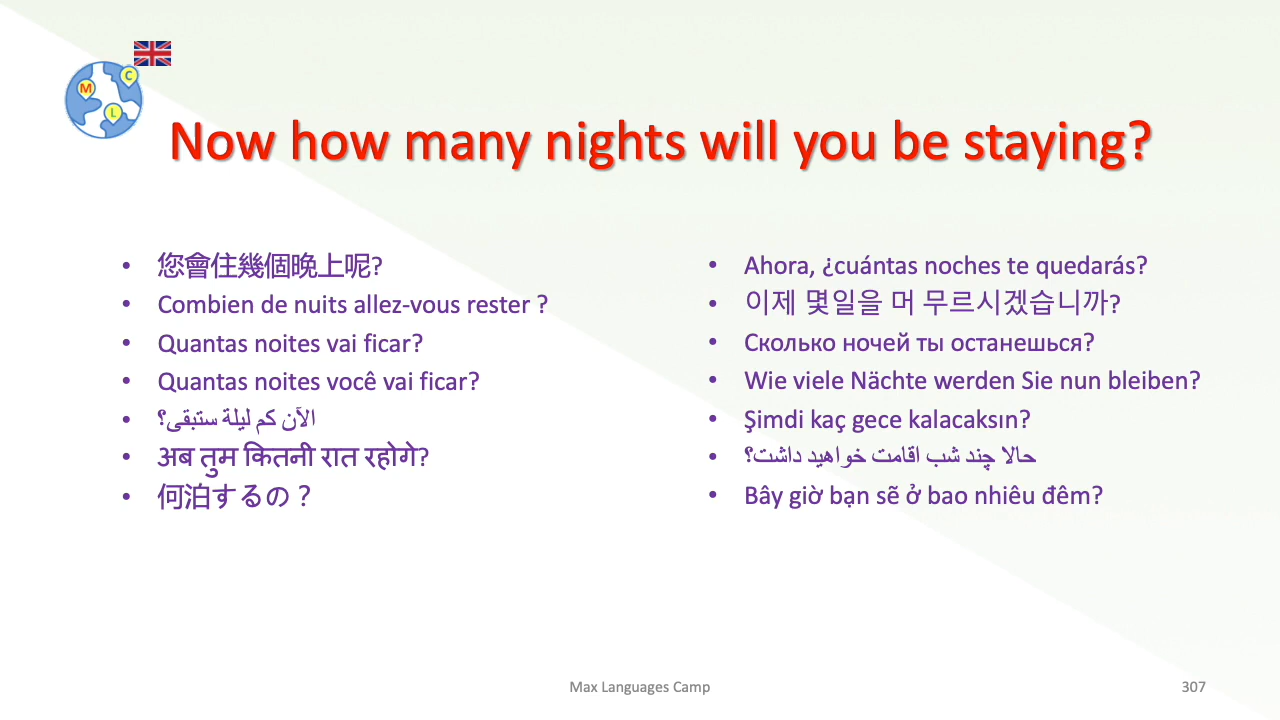 M
C
L
Now how many nights will you be staying?
您會住幾個晚上呢?
Combien de nuits allez-vous rester ?
Quantas noites vai ficar?
Quantas noites você vai ficar?
الآن كم ليلة ستبقى؟
अब तुम कितनी रात रहोगे?
何泊するの？
Ahora, ¿cuántas noches te quedarás?
이제 몇일을 머 무르시겠습니까?
Сколько ночей ты останешься?
Wie viele Nächte werden Sie nun bleiben?
Şimdi kaç gece kalacaksın?
حالا چند شب اقامت خواهید داشت؟
Bây giờ bạn sẽ ở bao nhiêu đêm?
Max Languages Camp
307